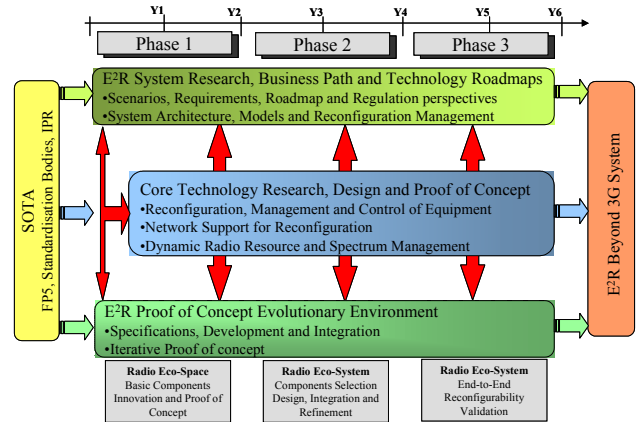 Y1 Y2 Y3 Y4 Y5 Y6
Phase 1 Phase 2 Phase 3
SOTA
FP5, Standardisation Bodies, IPR
E²R System Research, Business Path and Technology Roadmaps
•Scenarios, Requirements, Roadmap and Regulation perspectives
•System Architecture, Models and Reconfiguration Management
Core Technology Research, Design and Proof of Concept
•Reconfiguration, Management and Control of Equipment
•Network Support for Reconfiguration
•Dynamic Radio Resource and Spectrum Management
E²R Proof of Concept Evolutionary Environment
•Specifications, Development and Integration
•Iterative Proof of concept
E²R Beyond 3G System
Radio Eco-Space
Basic Components
Innovation and Proof of
Concept
Radio Eco-System
Components Selection
Design, Integration and
Refinement
Radio Eco-System
End-to-End
Reconfigurability
Validation